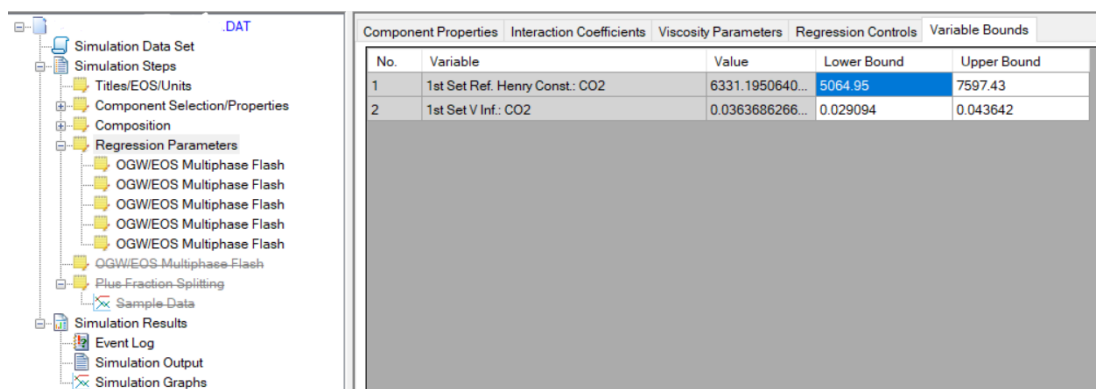 .DAT
Simulation Data Set
Simulation Steps
Titles/EOS/Units
Component Selection/Properties
Composition
Regression Parameters
OGW/EOS Multiphase Flash
OGW/EOS Multiphase Flash
OGW/EOS Multiphase Flash
OGW/EOS Multiphase Flash
OGW/EOS Multiphase Flash
OGW/EOS Multiphase Flash
Plus Fraction Splitting
Sample Data
Simulation Results
Event Log
Simulation Output
Simulation Graphs
Component Properties Interaction Coefficients Viscosity Parameters Regression Controls Variable Bounds
No. Variable Value Lower Bound Upper Bound
1 1st Set Ref. Henry Const.: CO2 6331.1950640... 5064.95 7597.43
2 1st Set V Inf.: CO2 0.0363686266... 0.029094 0.043642